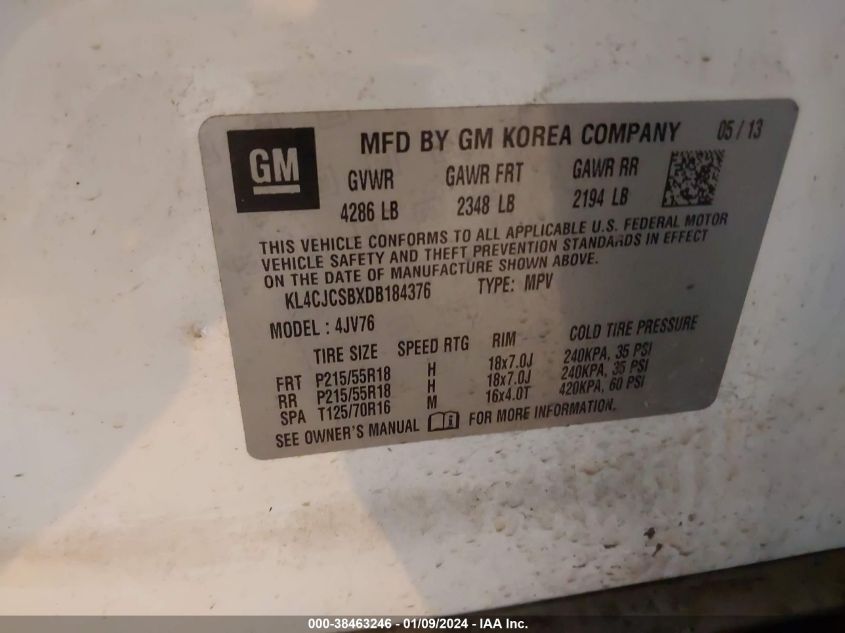 GM
MFD BY GM KOREA COMPANY 05/13
GVWR GAWR FRT GAWR RR
4286 LB 2348 LB 2194 LB
THIS VEHICLE CONFORMS TO ALL APPLICABLE U.S. FEDERAL MOTOR
VEHICLE SAFETY AND THEFT PREVENTION STANDARDS IN EFFECT
ON THE DATE OF MANUFACTURE SHOWN ABOVE.
KL4CJCSBXDB184376 TYPE: MPV
MODEL : 4JV76
TIRE SIZE SPEED RTG RIM COLD TIRE PRESSURE
FRT P215/55R18 H 18x7.0J 240KPA, 35 PSI
RR P215/55R18 H 18x7.0J 240KPA, 35 PSI
SPA T125/70R16 M 16x4.0T 420KPA, 60 PSI
SEE OWNER'S MANUAL FOR MORE INFORMATION.
000-38463246 - 01/09/2024 - IAA Inc.